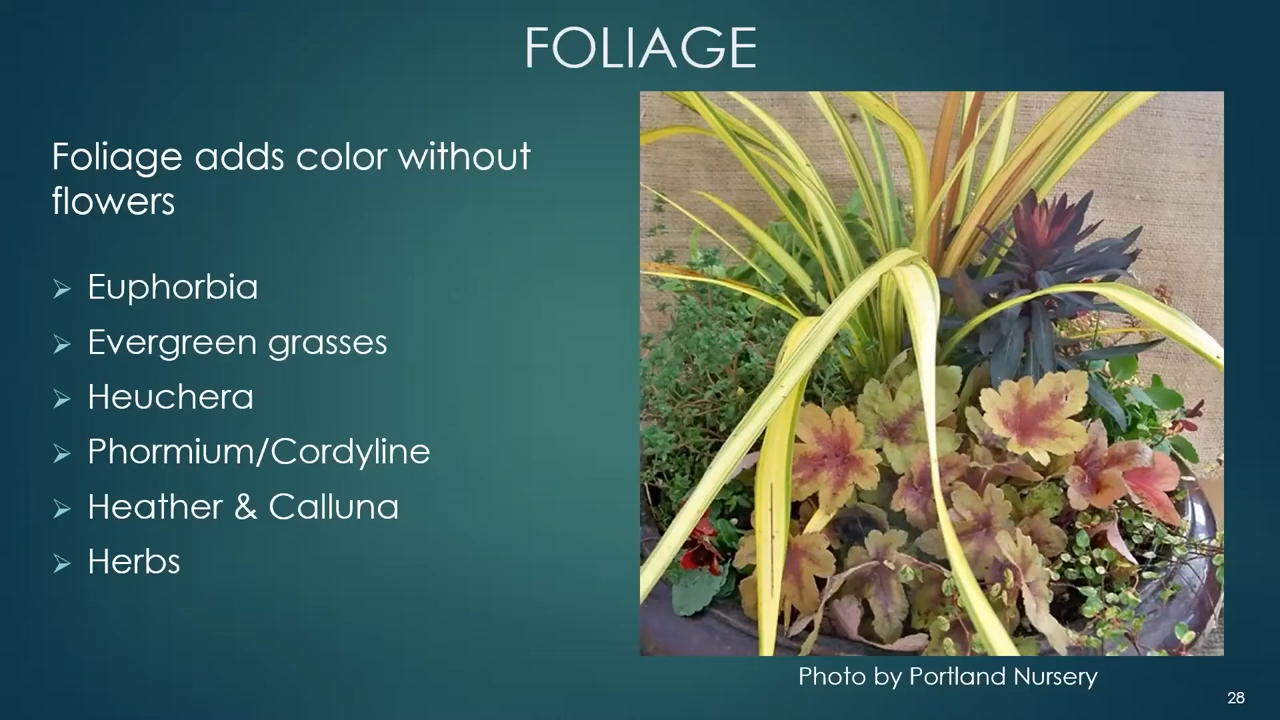 FOLIAGE
Foliage adds color without
flowers
Euphorbia
Evergreen grasses
Heuchera
Phormium/Cordyline
Heather & Calluna
Herbs
Photo by Portland Nursery
28